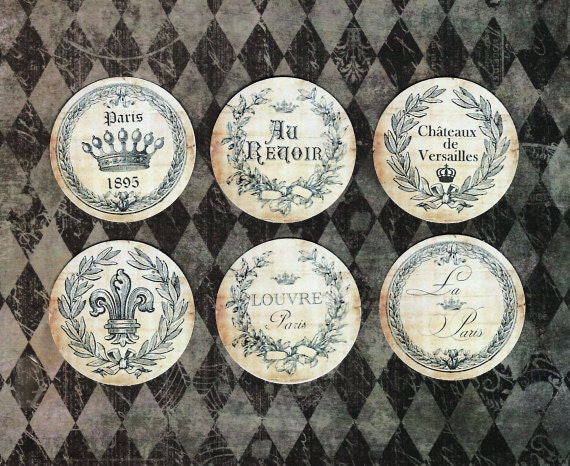 Paris
1895
Au
Revoir
Châteaux
de
Versailles
LOUVRE
Paris
La
Paris